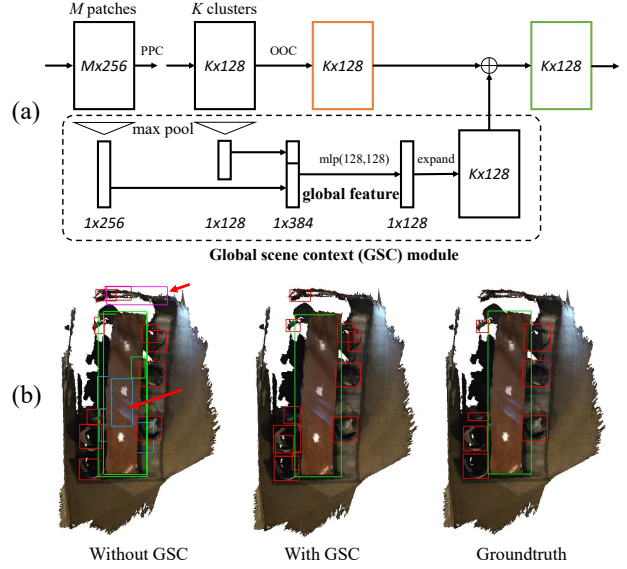 M patches
K clusters
Mx256
PPC
Kx128
OOC
Kx128
Kx128
(a)
max pool
mlp(128,128)
expand
global feature
Kx128
1x256
1x128
1x384
1x128
Global scene context (GSC) module
(b)
Without GSC
With GSC
Groundtruth